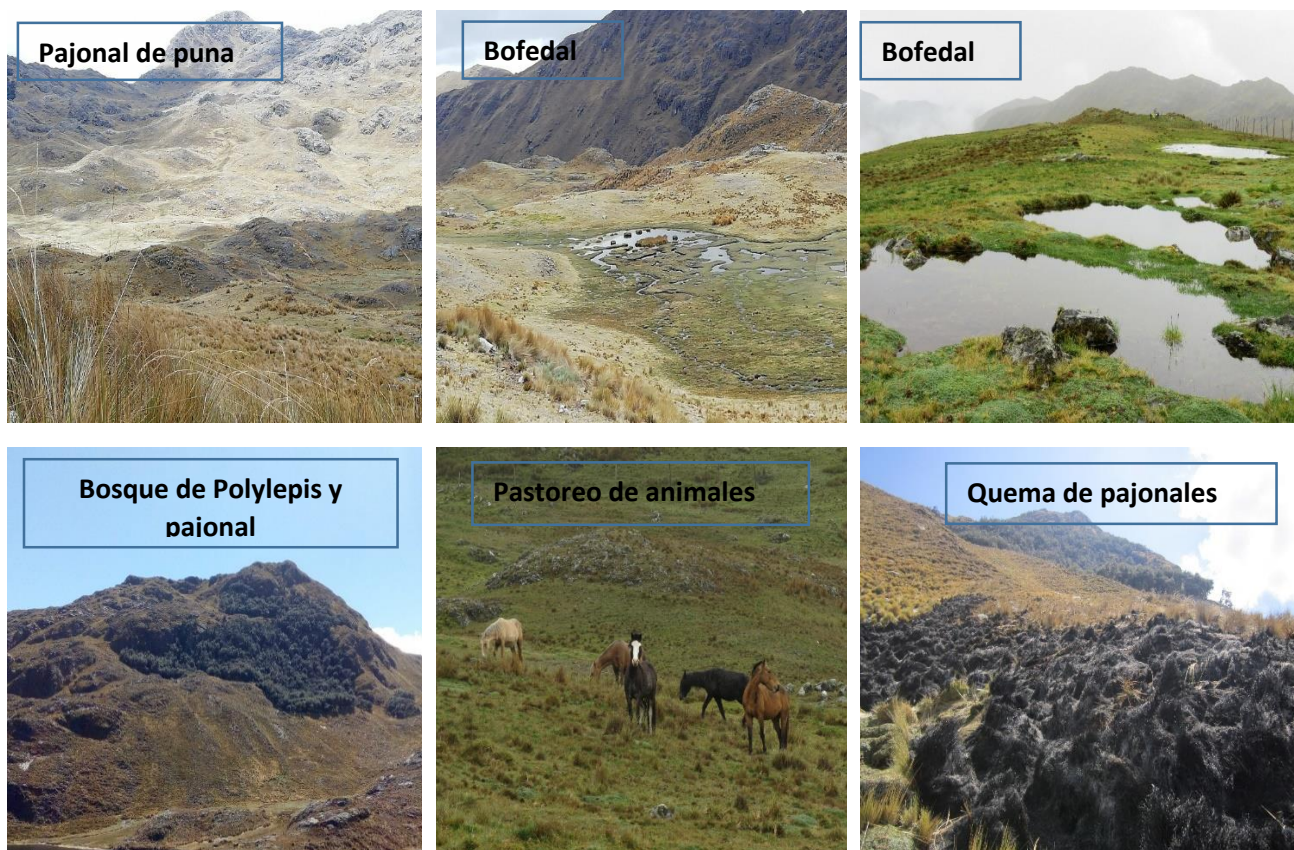 Pajonal de puna
Bofedal
Bofedal
Bosque de Polylepis y
pajonal
Pastoreo de animales
Quema de pajonales